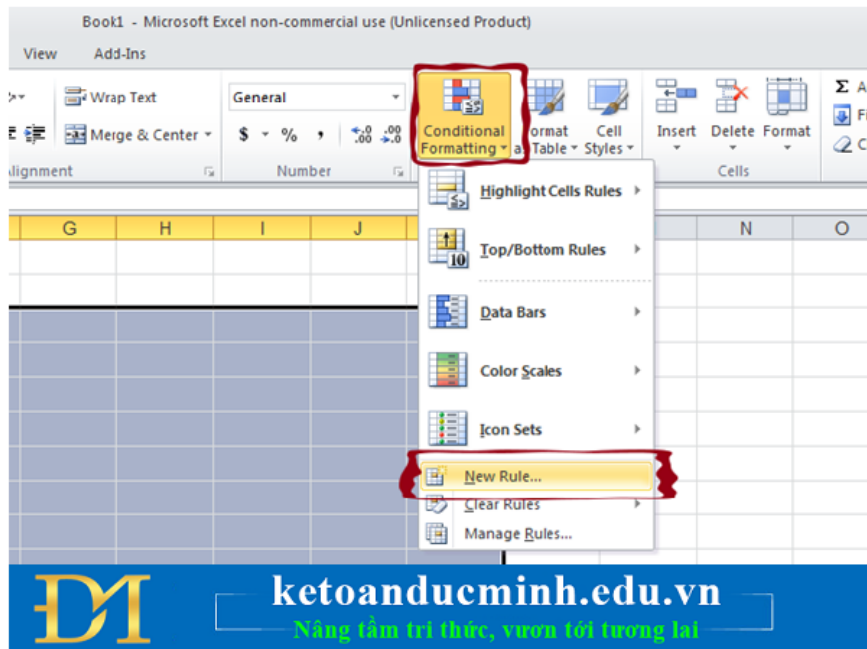 Book1 - Microsoft Excel non-commercial use (Unlicensed Product)
View Add-Ins
Wrap Text
General
Merge & Center
$ % , .00 .00
Conditional Formatting
as Table
Cell Styles
Insert
Delete
Format
Σ
Number
Cells
Highlight Cells Rules
Top/Bottom Rules
10
Data Bars
Color Scales
Icon Sets
New Rule...
Clear Rules
Manage Rules...
G H I J N O
ĐM
ketoanducminh.edu.vn
Nâng tầm tri thức, vươn tới tương lai